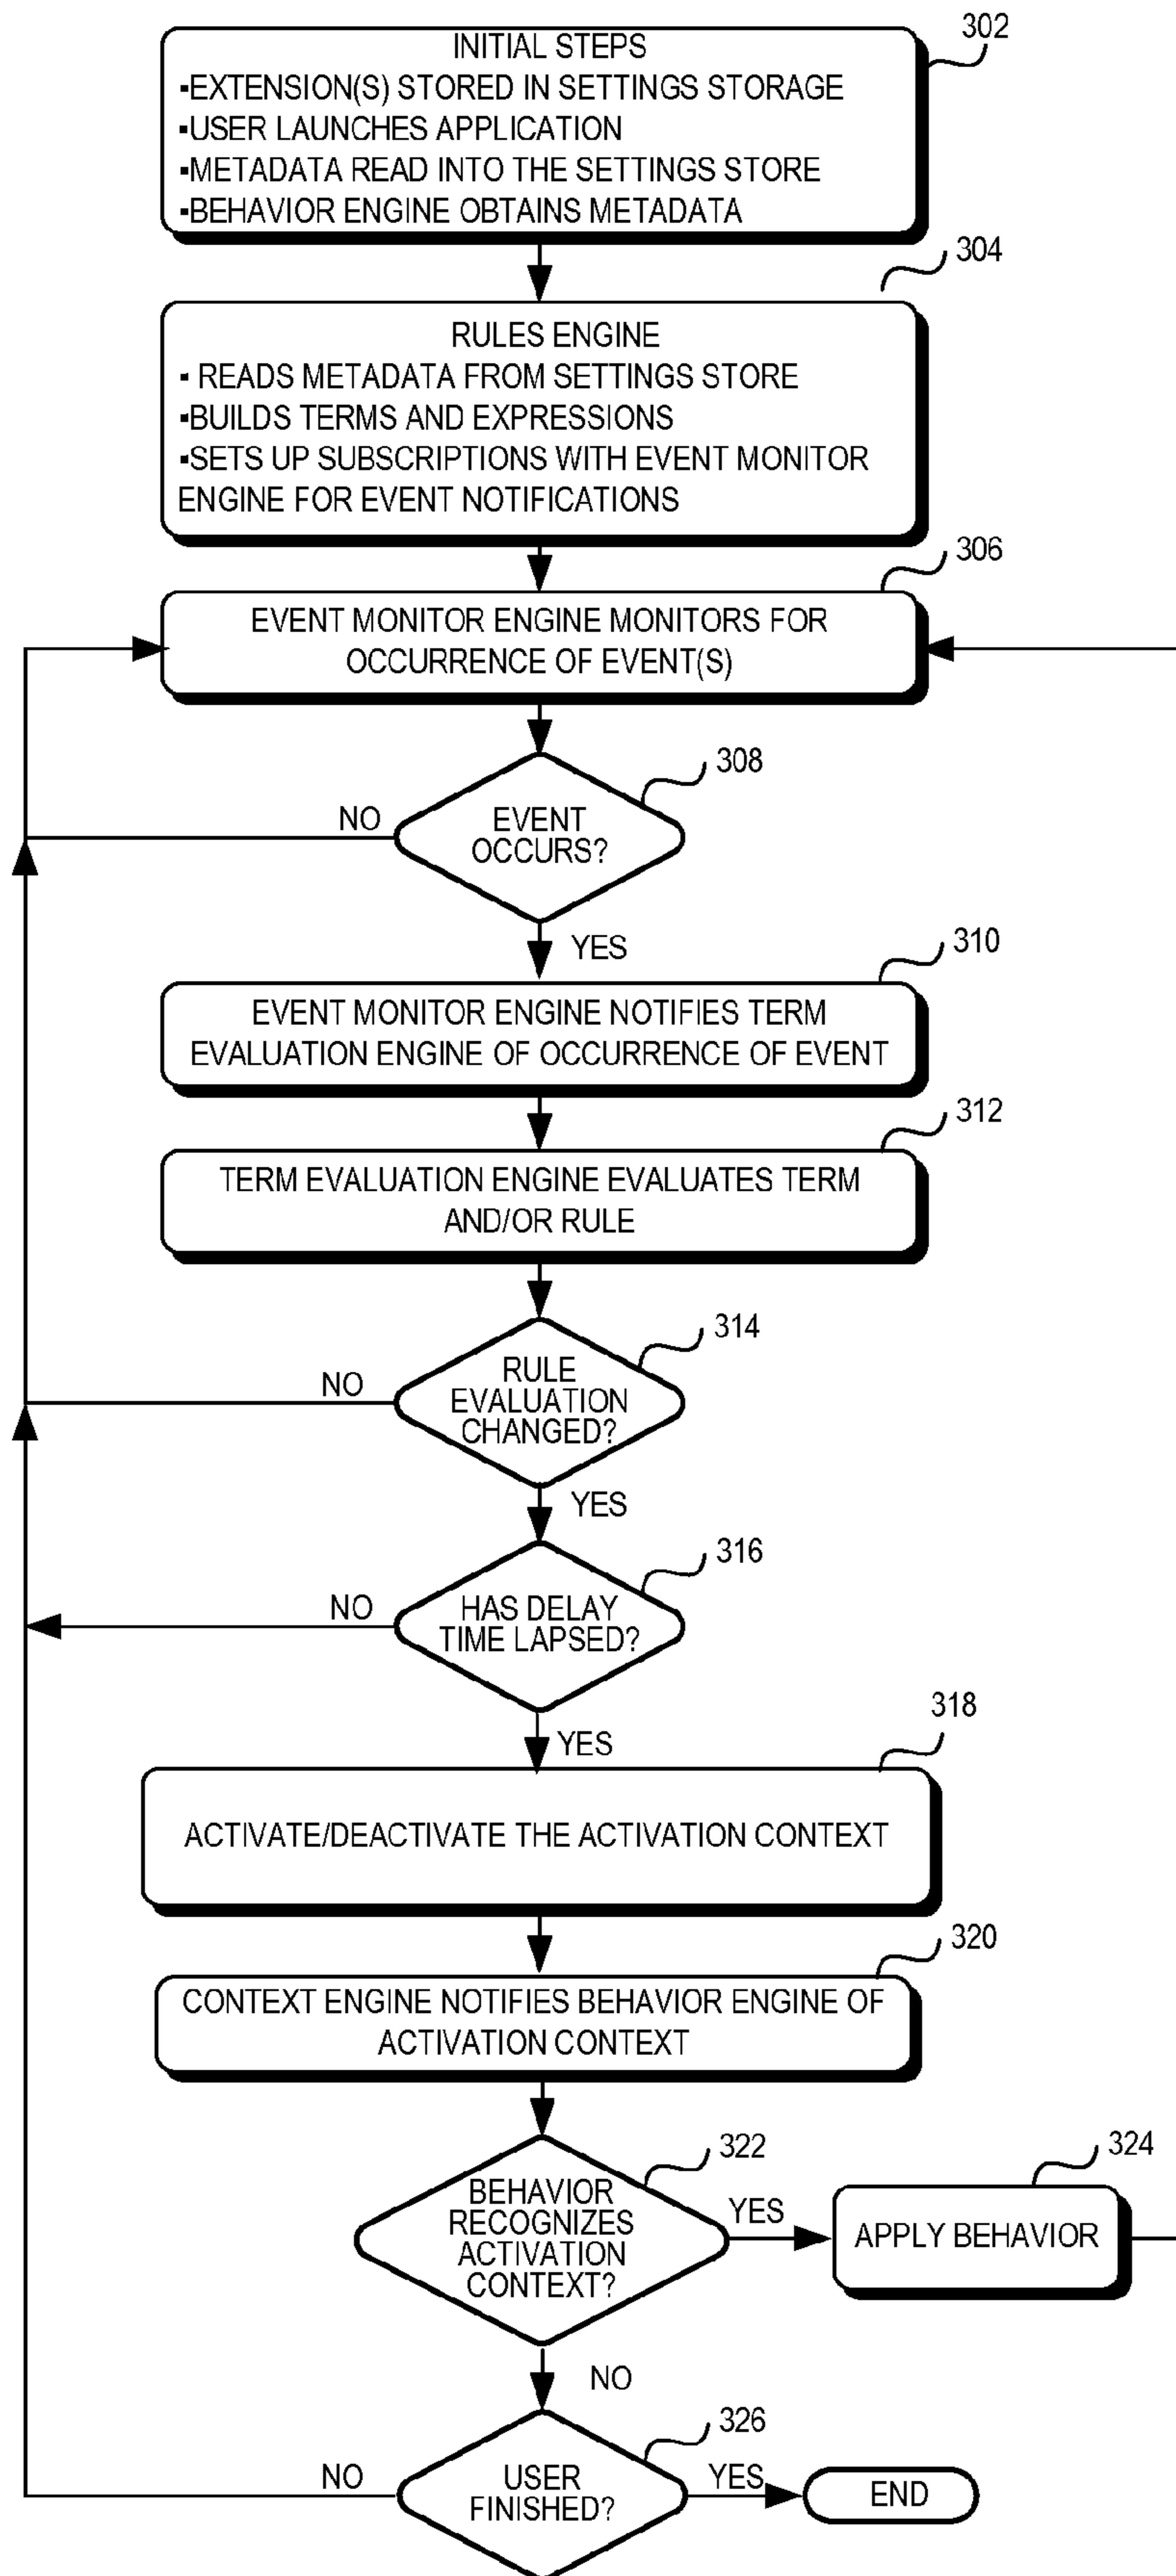 302
INITIAL STEPS
▪EXTENSION(S) STORED IN SETTINGS STORAGE
▪USER LAUNCHES APPLICATION
▪METADATA READ INTO THE SETTINGS STORE
▪BEHAVIOR ENGINE OBTAINS METADATA
304
RULES ENGINE
▪ READS METADATA FROM SETTINGS STORE
▪BUILDS TERMS AND EXPRESSIONS
▪SETS UP SUBSCRIPTIONS WITH EVENT MONITOR
ENGINE FOR EVENT NOTIFICATIONS
306
EVENT MONITOR ENGINE MONITORS FOR
OCCURRENCE OF EVENT(S)
308
NO
EVENT
OCCURS?
YES
310
EVENT MONITOR ENGINE NOTIFIES TERM
EVALUATION ENGINE OF OCCURRENCE OF EVENT
312
TERM EVALUATION ENGINE EVALUATES TERM
AND/OR RULE
314
NO
RULE
EVALUATION
CHANGED?
YES
316
NO
HAS DELAY
TIME LAPSED?
YES
318
ACTIVATE/DEACTIVATE THE ACTIVATION CONTEXT
320
CONTEXT ENGINE NOTIFIES BEHAVIOR ENGINE OF
ACTIVATION CONTEXT
322
BEHAVIOR
RECOGNIZES
ACTIVATION
CONTEXT?
YES
324
APPLY BEHAVIOR
NO
326
NO
USER
FINISHED?
YES
END